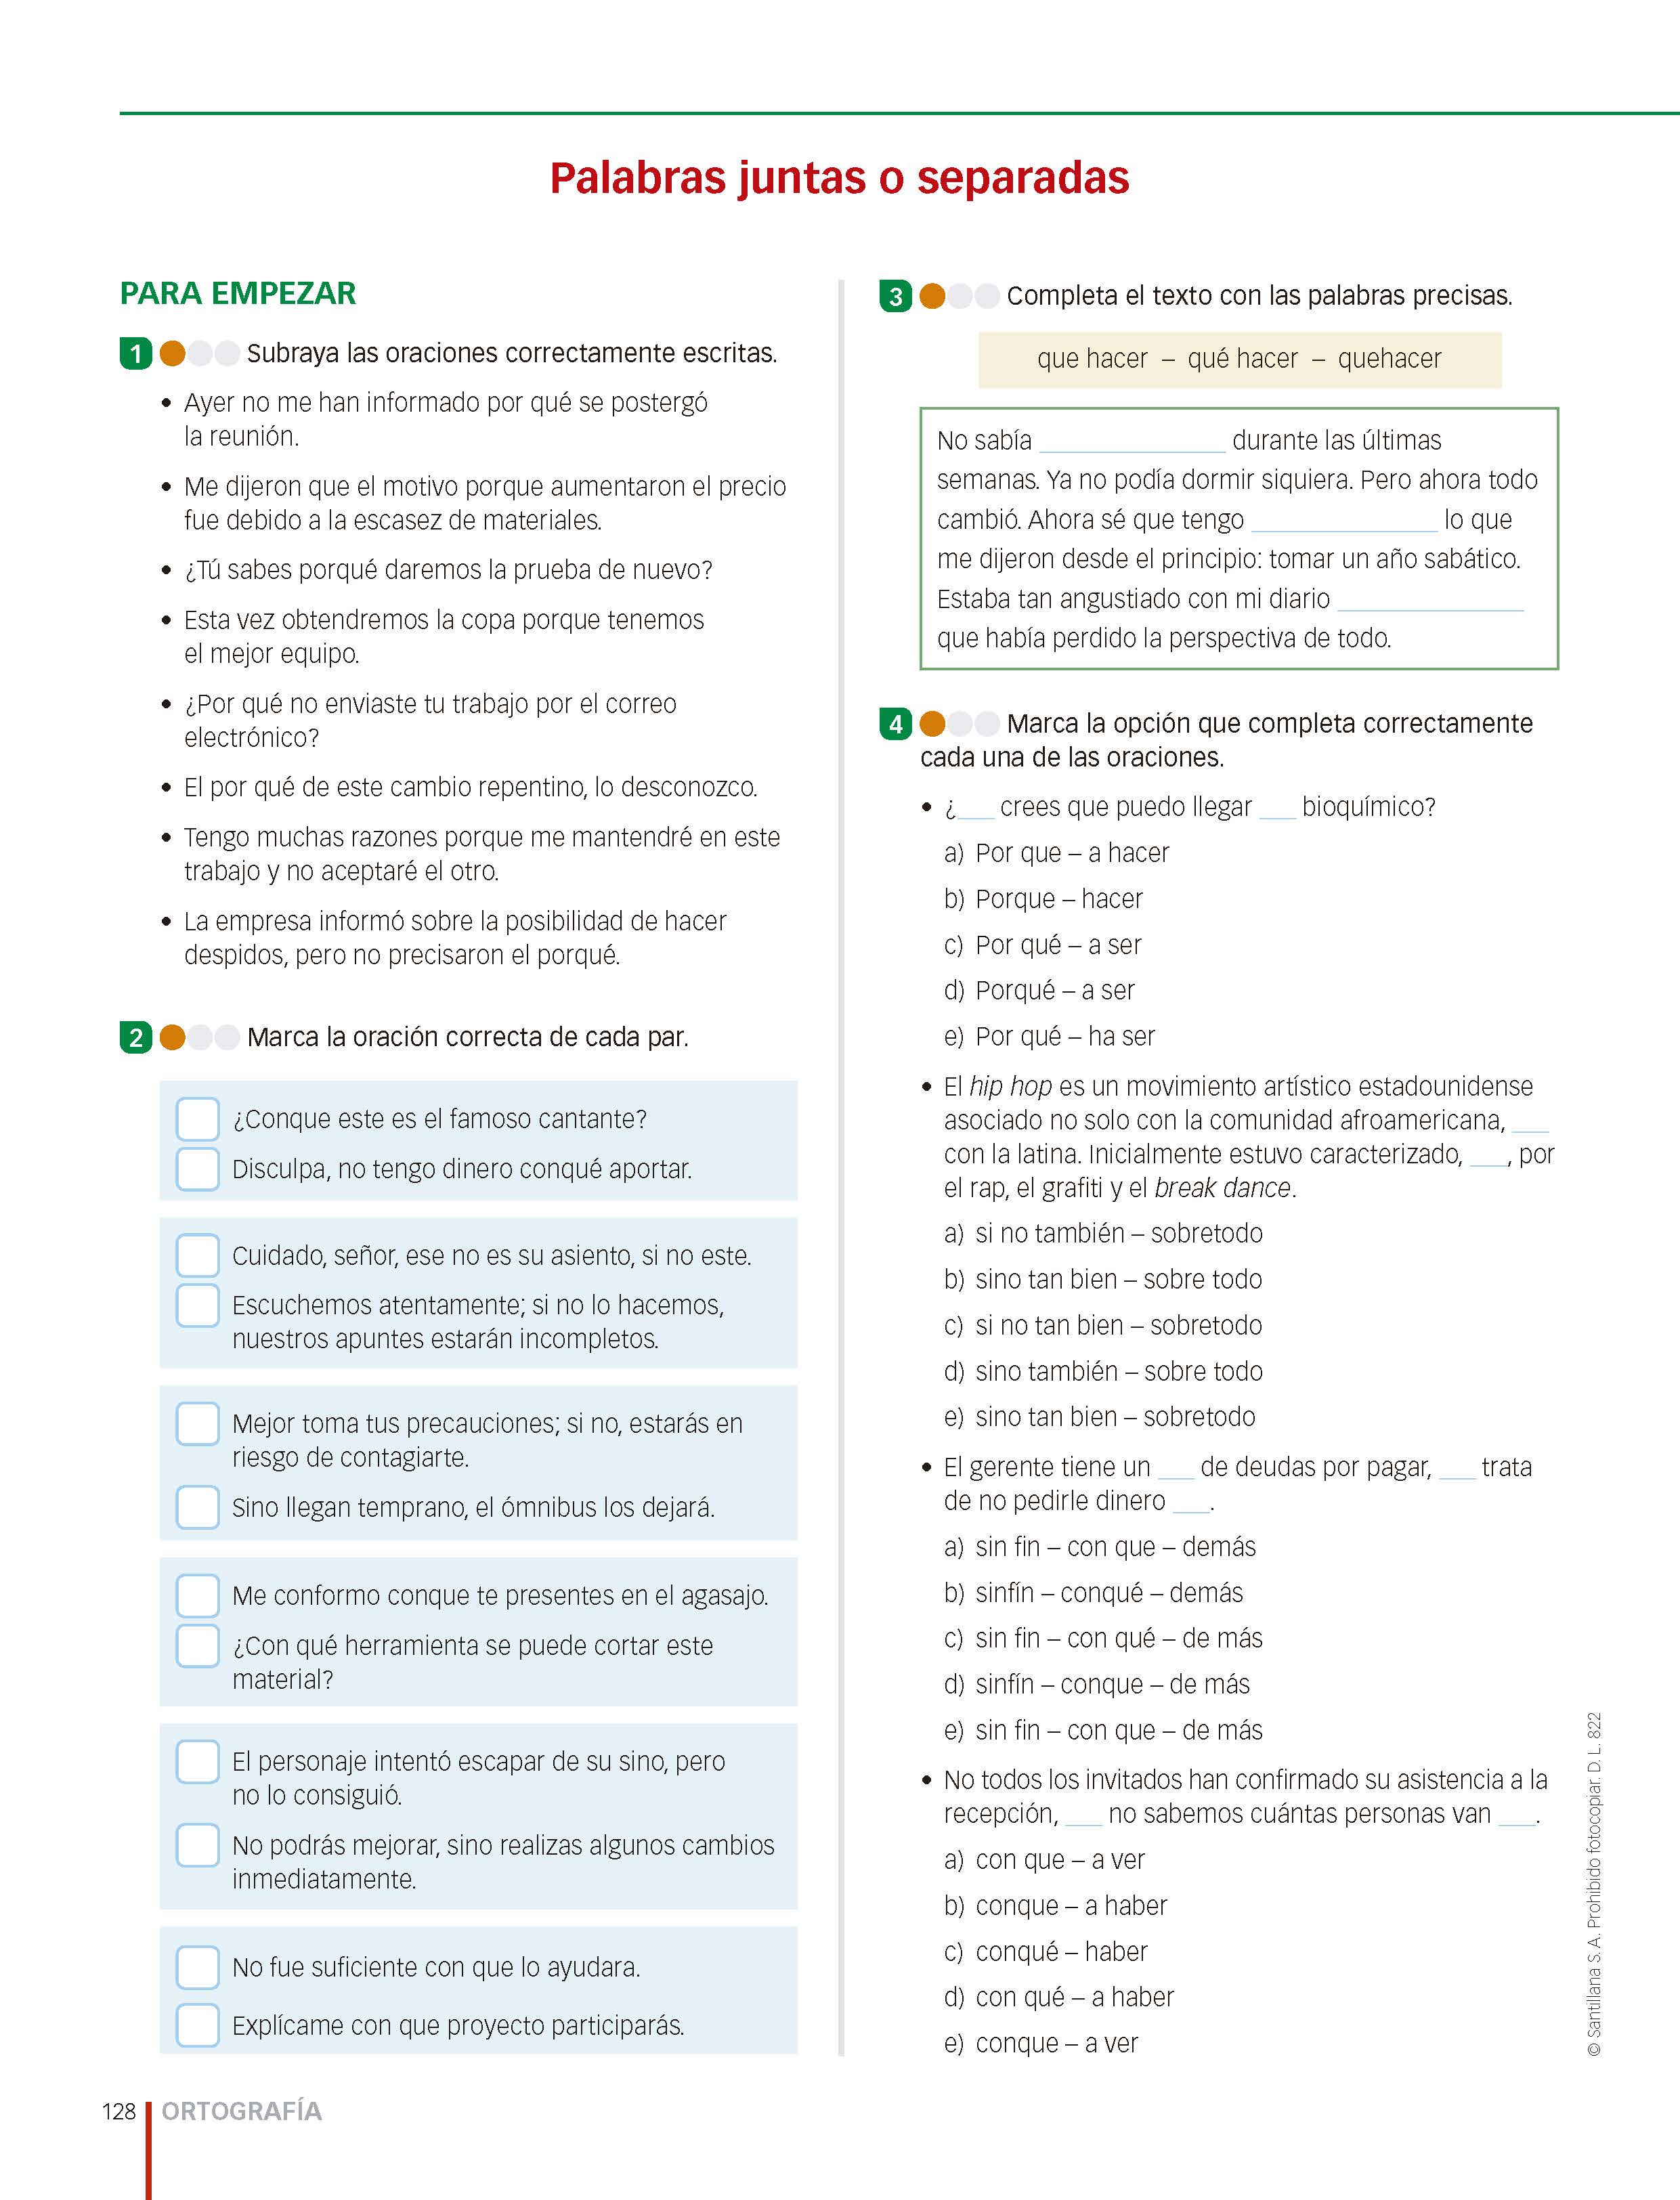 Palabras juntas o separadas
PARA EMPEZAR
1 Subraya las oraciones correctamente escritas.
• Ayer no me han informado por qué se postergó
la reunión.
• Me dijeron que el motivo porque aumentaron el precio
fue debido a la escasez de materiales.
• ¿Tú sabes porqué daremos la prueba de nuevo?
• Esta vez obtendremos la copa porque tenemos
el mejor equipo.
• ¿Por qué no enviaste tu trabajo por el correo
electrónico?
• El por qué de este cambio repentino, lo desconozco.
• Tengo muchas razones porque me mantendré en este
trabajo y no aceptaré el otro.
• La empresa informó sobre la posibilidad de hacer
despidos, pero no precisaron el porqué.
2 Marca la oración correcta de cada par.
¿Conque este es el famoso cantante?
Disculpa, no tengo dinero conqué aportar.
Cuidado, señor, ese no es su asiento, si no este.
Escuchemos atentamente; si no lo hacemos,
nuestros apuntes estarán incompletos.
Mejor toma tus precauciones; si no, estarás en
riesgo de contagiarte.
Sino llegan temprano, el ómnibus los dejará.
Me conformo conque te presentes en el agasajo.
¿Con qué herramienta se puede cortar este
material?
El personaje intentó escapar de su sino, pero
no lo consiguió.
No podrás mejorar, sino realizas algunos cambios
inmediatamente.
No fue suficiente con que lo ayudara.
Explícame con que proyecto participarás.
3 Completa el texto con las palabras precisas.
que hacer – qué hacer – quehacer
No sabía ______________ durante las últimas
semanas. Ya no podía dormir siquiera. Pero ahora todo
cambió. Ahora sé que tengo ______________ lo que
me dijeron desde el principio: tomar un año sabático.
Estaba tan angustiado con mi diario ______________
que había perdido la perspectiva de todo.
4 Marca la opción que completa correctamente
cada una de las oraciones.
• ¿___ crees que puedo llegar ___ bioquímico?
a) Por que – a hacer
b) Porque – hacer
c) Por qué – a ser
d) Porqué – a ser
e) Por qué – ha ser
• El hip hop es un movimiento artístico estadounidense
asociado no solo con la comunidad afroamericana, ___
con la latina. Inicialmente estuvo caracterizado, ___, por
el rap, el grafiti y el break dance.
a) si no también – sobretodo
b) sino tan bien – sobre todo
c) si no tan bien – sobretodo
d) sino también – sobre todo
e) sino tan bien – sobretodo
• El gerente tiene un ___ de deudas por pagar, ___ trata
de no pedirle dinero ___.
a) sin fin – con que – demás
b) sinfín – conqué – demás
c) sin fin – con qué – de más
d) sinfín – conque – de más
e) sin fin – con que – de más
• No todos los invitados han confirmado su asistencia a la
recepción, ___ no sabemos cuántas personas van ___.
a) con que – a ver
b) conque – a haber
c) conqué – haber
d) con qué – a haber
e) conque – a ver
© Santillana S. A. Prohibido fotocopiar. D. L. 822
128 ORTOGRAFÍA